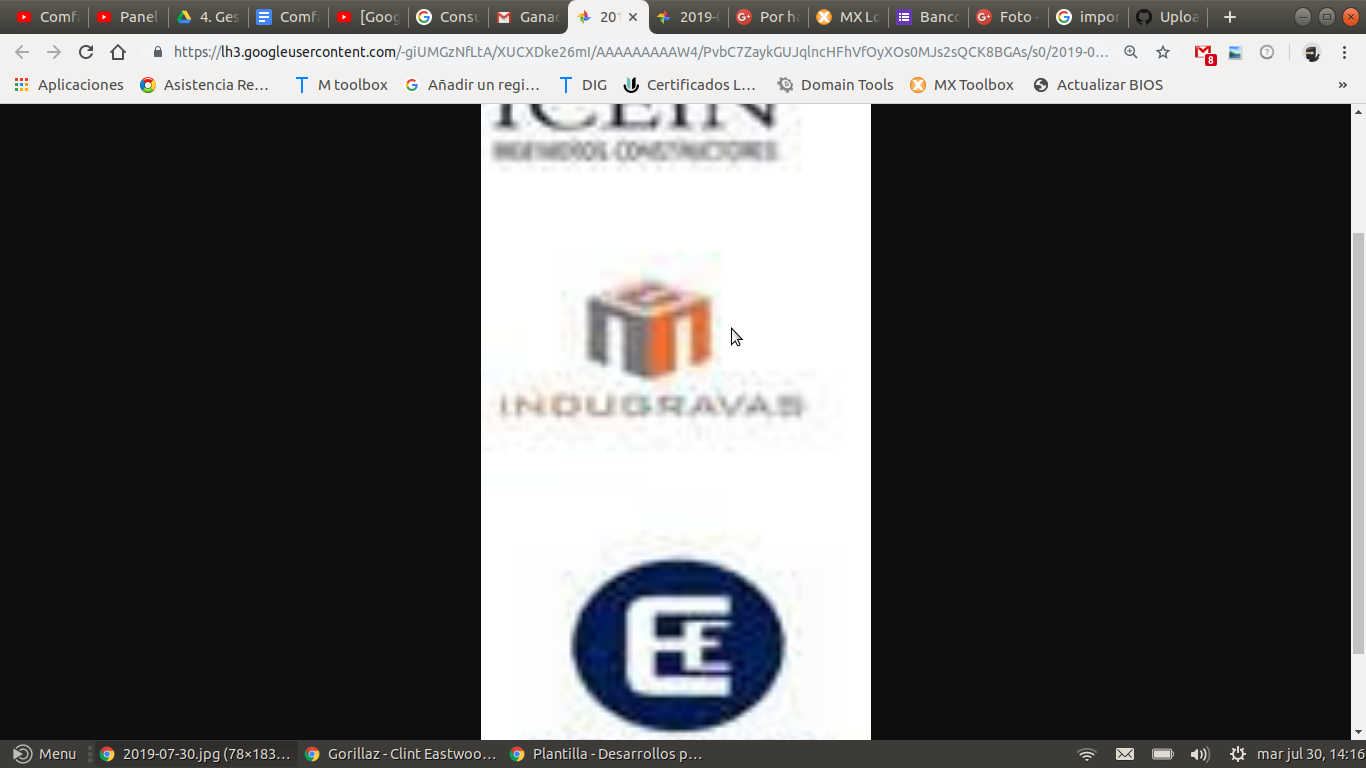 Comf
Panel
4. Ges
Comf
[Goog
Consu
Ganac
201
2019-
Por ha
MX Lo
Banco
Foto -
impor
Uploa
https://lh3.googleusercontent.com/-giUMGzNfLtA/XUCXDke26mI/AAAAAAAAAW4/PvbC7ZaykGUJqlncHFhVfOyXOs0MJs2sQCK8BGAs/s0/2019-0...
8
Aplicaciones
Asistencia Re...
M toolbox
Añadir un regi...
DIG
Certificados L...
Domain Tools
MX Toolbox
Actualizar BIOS
»
ICEIN
INGENIEROS CONSTRUCTORES
INDUGRAVAS
Menu
2019-07-30.jpg (78×183...
Gorillaz - Clint Eastwoo...
Plantilla - Desarrollos p...
mar jul 30, 14:16